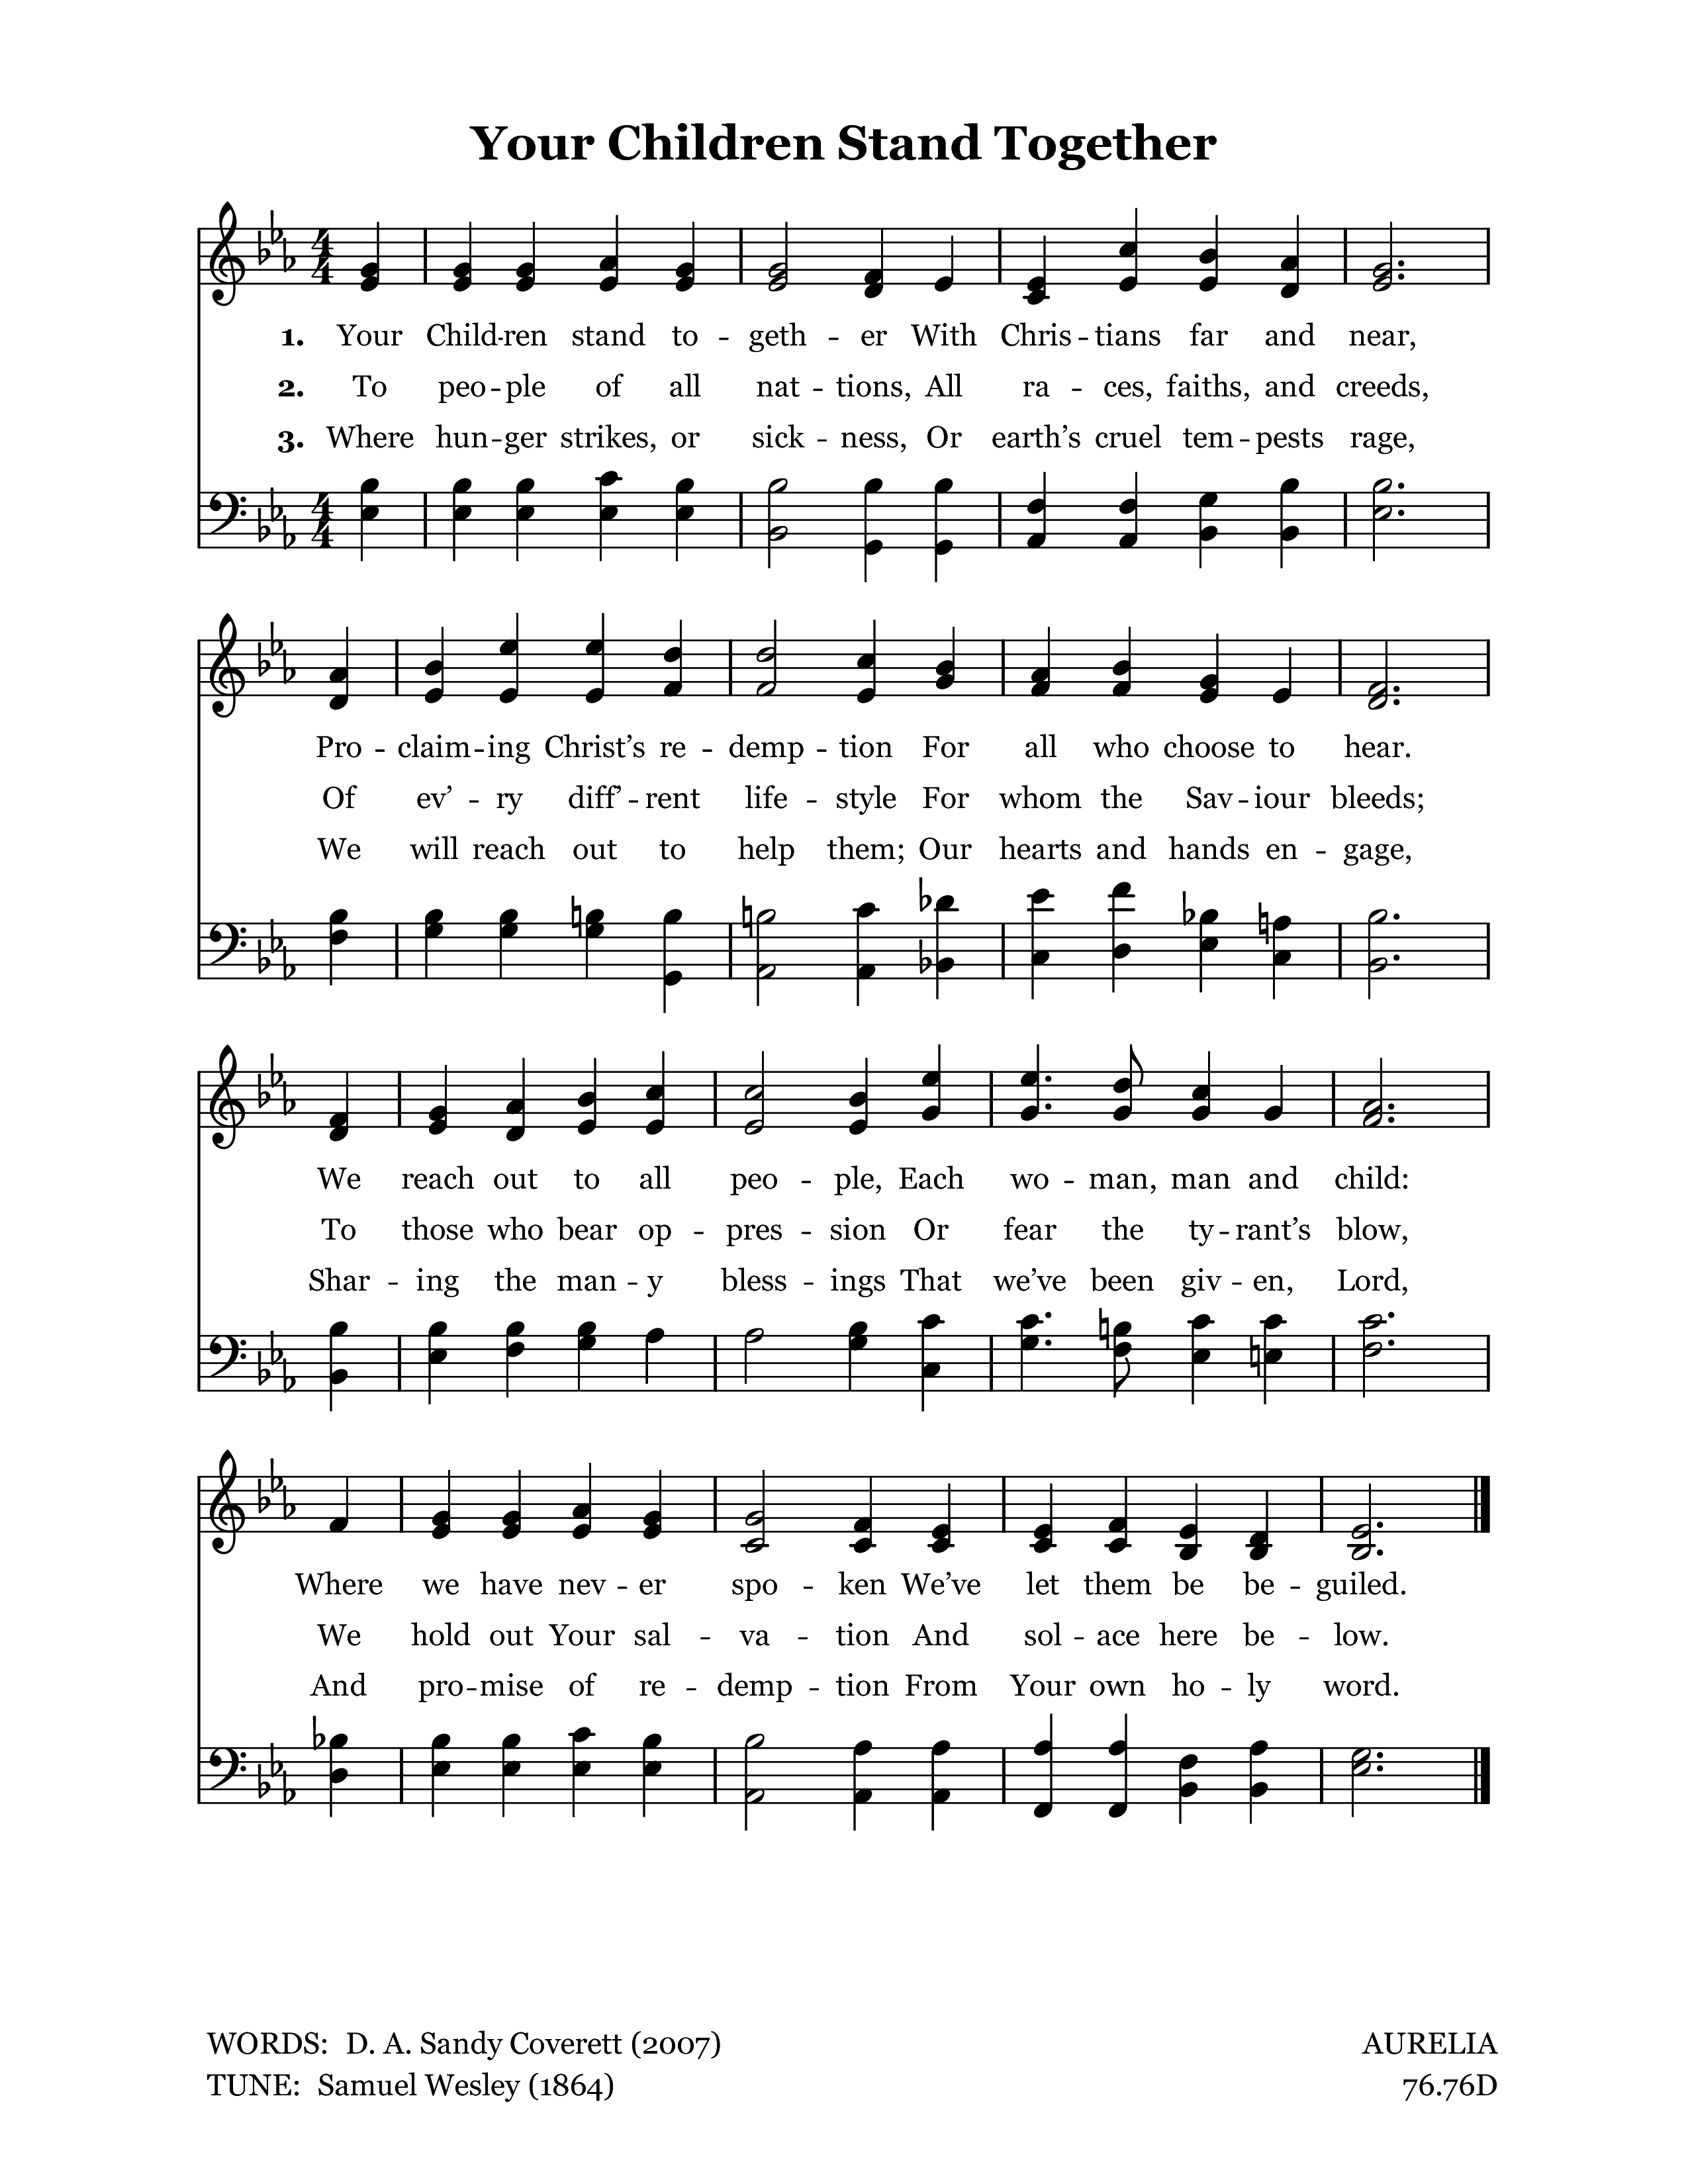 Your Children Stand Together
1. Your Child-ren stand to - geth - er With Chris - tians far and near,
2. To peo - ple of all nat - tions, All ra - ces, faiths, and creeds,
3. Where hun - ger strikes, or sick - ness, Or earth’s cruel tem - pests rage,
Pro - claim - ing Christ’s re - demp - tion For all who choose to hear.
Of ev’ - ry diff’ - rent life - style For whom the Sav - iour bleeds;
We will reach out to help them; Our hearts and hands en - gage,
We reach out to all peo - ple, Each wo - man, man and child:
To those who bear op - pres - sion Or fear the ty - rant’s blow,
Shar - ing the man - y bless - ings That we’ve been giv - en, Lord,
Where we have nev - er spo - ken We’ve let them be be - guiled.
We hold out Your sal - va - tion And sol - ace here be - low.
And pro - mise of re - demp - tion From Your own ho - ly word.
WORDS: D. A. Sandy Coverett (2007) AURELIA
TUNE: Samuel Wesley (1864) 76.76D